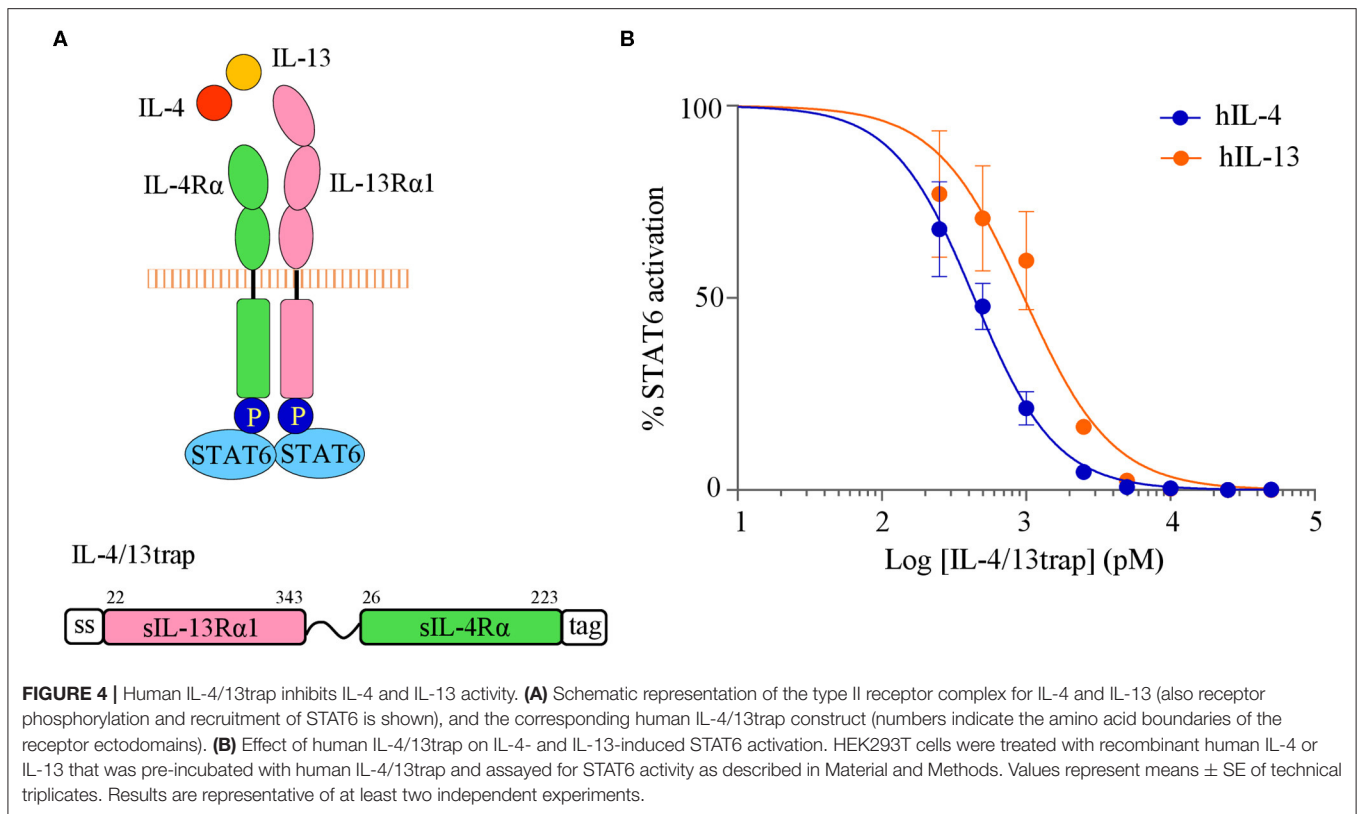 A
IL-13
IL-4
IL-4Rα
IL-13Rα1
P P
STAT6 STAT6
IL-4/13trap
22 343 26 223
ss sIL-13Rα1 sIL-4Rα tag
B
100
50
0
% STAT6 activation
hIL-4
hIL-13
1 2 3 4 5
Log [IL-4/13trap] (pM)
FIGURE 4 | Human IL-4/13trap inhibits IL-4 and IL-13 activity. (A) Schematic representation of the type II receptor complex for IL-4 and IL-13 (also receptor
phosphorylation and recruitment of STAT6 is shown), and the corresponding human IL-4/13trap construct (numbers indicate the amino acid boundaries of the
receptor ectodomains). (B) Effect of human IL-4/13trap on IL-4- and IL-13-induced STAT6 activation. HEK293T cells were treated with recombinant human IL-4 or
IL-13 that was pre-incubated with human IL-4/13trap and assayed for STAT6 activity as described in Material and Methods. Values represent means ± SE of technical
triplicates. Results are representative of at least two independent experiments.